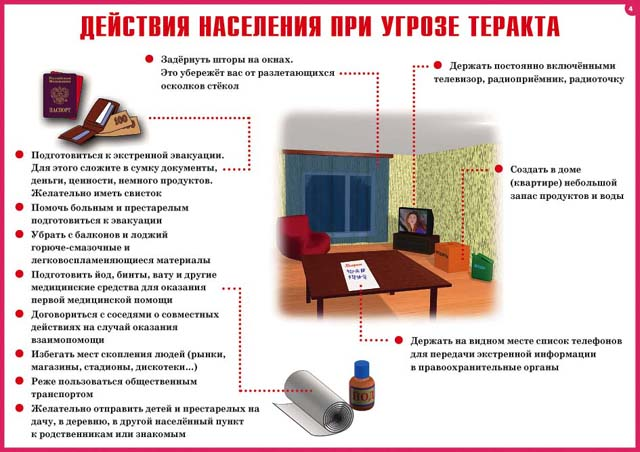 4
ДЕЙСТВИЯ НАСЕЛЕНИЯ ПРИ УГРОЗЕ ТЕРАКТА
Задёрнуть шторы на окнах.
Это убережёт вас от разлетающихся
осколков стёкол
Держать постоянно включёнными
телевизор, радиоприёмник, радиоточку
ПАСПОРТ
100
Подготовиться к экстренной эвакуации.
Для этого сложите в сумку документы,
деньги, ценности, немного продуктов.
Желательно иметь свисток
Помочь больным и престарелым
подготовиться к эвакуации
Убрать с балконов и лоджий
горюче-смазочные и
легковоспламеняющиеся материалы
Подготовить йод, бинты, вату и другие
медицинские средства для оказания
первой медицинской помощи
Договориться с соседями о совместных
действиях на случай оказания
взаимопомощи
Избегать мест скопления людей (рынки,
магазины, стадионы, дискотеки...)
Реже пользоваться общественным
транспортом
Желательно отправить детей и престарелых на
дачу, в деревню, в другой населённый пункт
к родственникам или знакомым
Создать в доме
(квартире) небольшой
запас продуктов и воды
Держать на видном месте список телефонов
для передачи экстренной информации
в правоохранительные органы
ЙОД